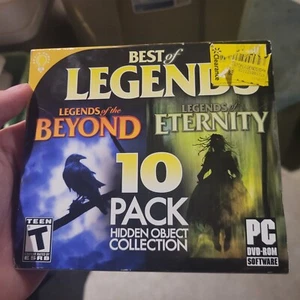 BEST of
LEGENDS
LEGENDS of the
BEYOND
LEGENDS of
ETERNITY
10
PACK
HIDDEN OBJECT
COLLECTION
TEEN
T
ESRB
PC
DVD-ROM
SOFTWARE